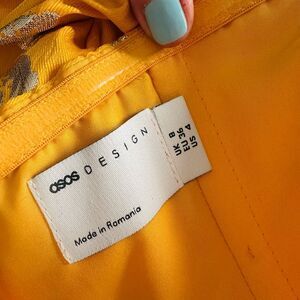 asos DESIGN
Made in Romania
UK 8
EU 36
US 4